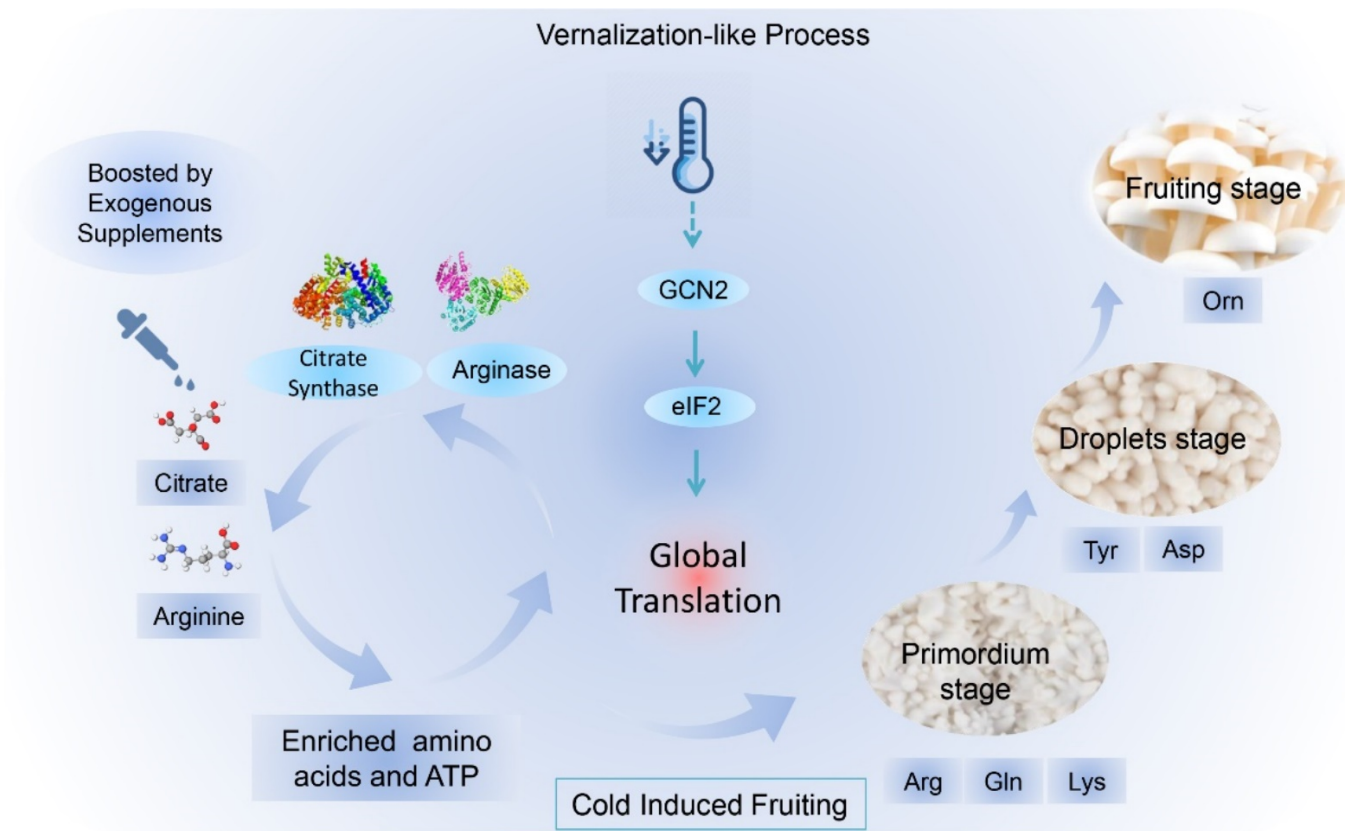 Vernalization-like Process
Boosted by
Exogenous
Supplements
Citrate
Synthase
Arginase
Citrate
Arginine
Enriched amino
acids and ATP
GCN2
eIF2
Global
Translation
Cold Induced Fruiting
Primordium
stage
Arg Gln Lys
Droplets stage
Tyr Asp
Fruiting stage
Orn